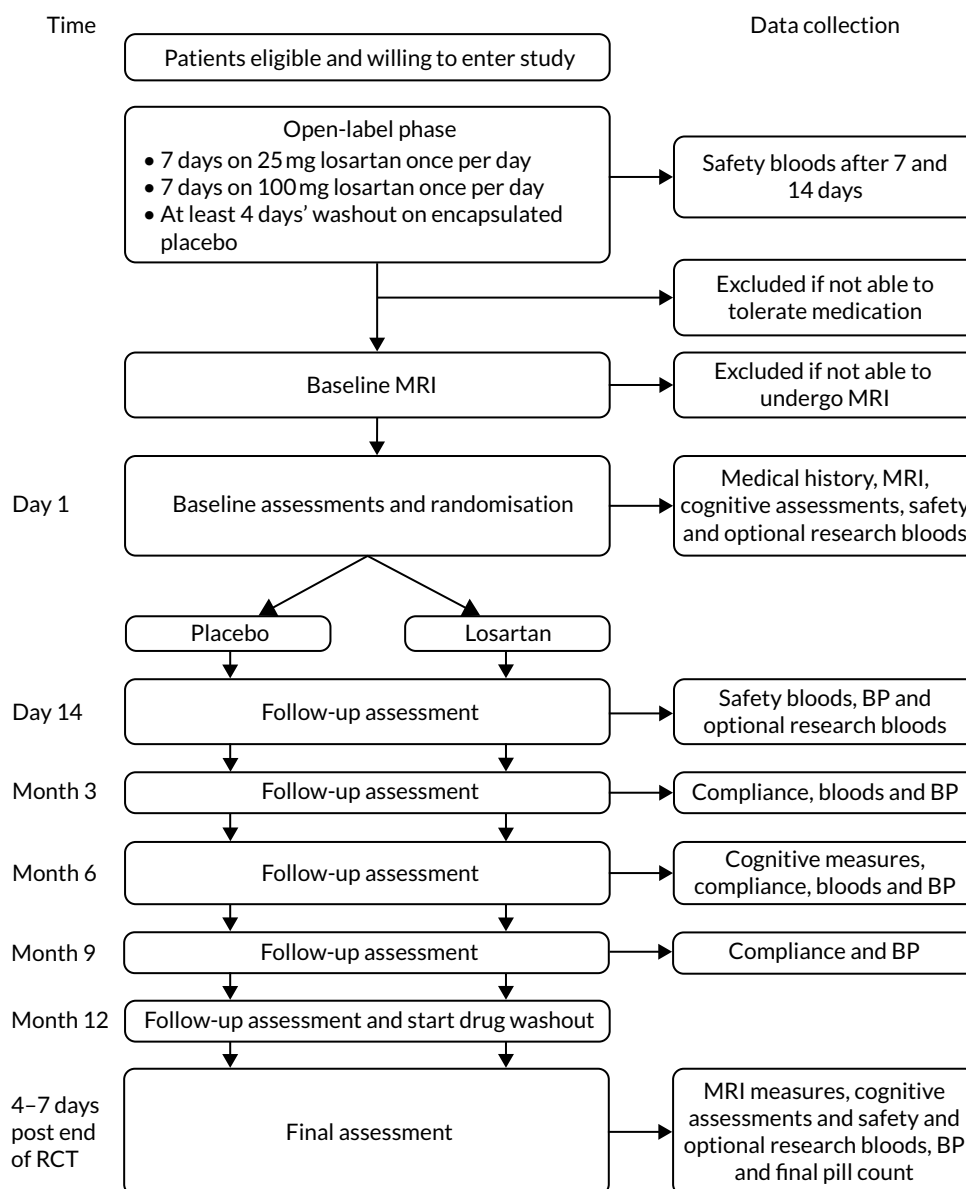 Time
Data collection
Patients eligible and willing to enter study
Open-label phase
• 7 days on 25 mg losartan once per day
• 7 days on 100 mg losartan once per day
• At least 4 days’ washout on encapsulated
placebo
Safety bloods after 7 and
14 days
Excluded if not able to
tolerate medication
Baseline MRI
Excluded if not able to
undergo MRI
Day 1
Baseline assessments and randomisation
Medical history, MRI,
cognitive assessments, safety
and optional research bloods
Placebo
Losartan
Day 14
Follow-up assessment
Safety bloods, BP and
optional research bloods
Month 3
Follow-up assessment
Compliance, bloods and BP
Month 6
Follow-up assessment
Cognitive measures,
compliance, bloods and BP
Month 9
Follow-up assessment
Compliance and BP
Month 12
Follow-up assessment and start drug washout
4–7 days
post end
of RCT
Final assessment
MRI measures, cognitive
assessments and safety and
optional research bloods, BP
and final pill count